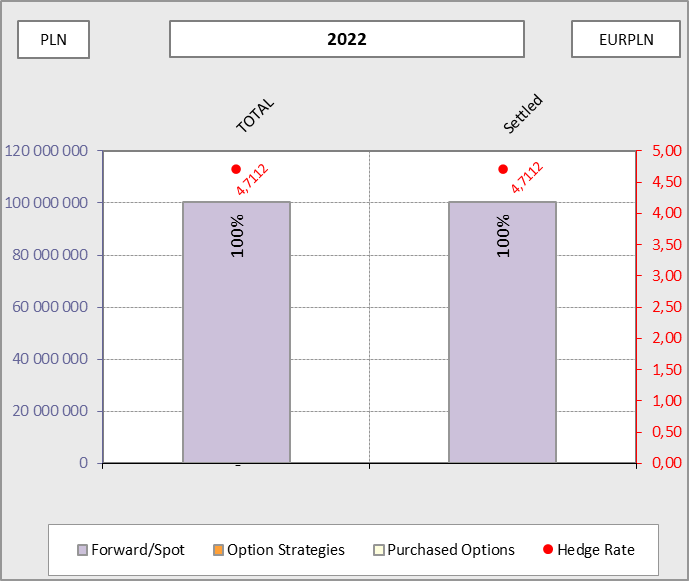 PLN
2022
EURPLN
TOTAL
Settled
120 000 000
100 000 000
80 000 000
60 000 000
40 000 000
20 000 000
0
4,7112
4,7112
100%
100%
-
5,00
4,50
4,00
3,50
3,00
2,50
2,00
1,50
1,00
0,50
0,00
Forward/Spot Option Strategies Purchased Options Hedge Rate